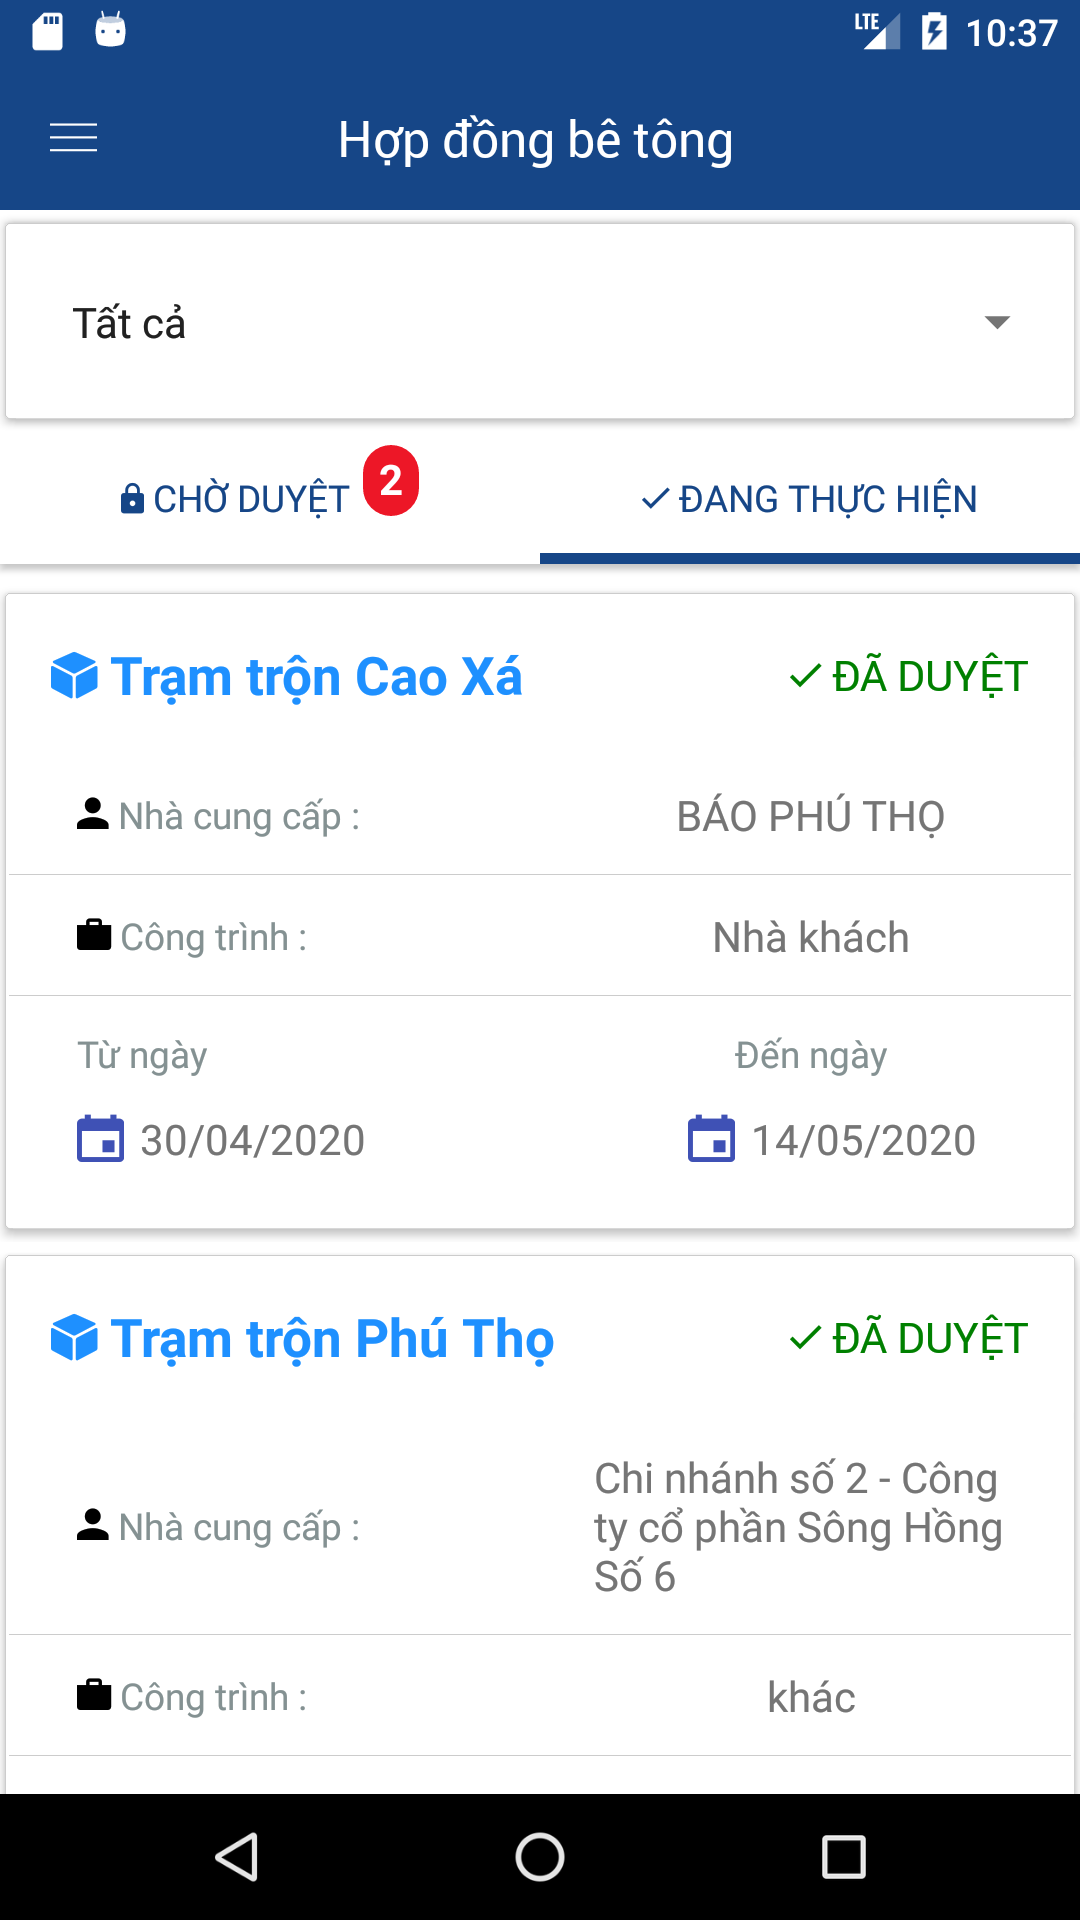 LTE 10:37
Hợp đồng bê tông
Tất cả
CHỜ DUYỆT 2 ĐANG THỰC HIỆN
Trạm trộn Cao Xá ĐÃ DUYỆT
Nhà cung cấp : BÁO PHÚ THỌ
Công trình : Nhà khách
Từ ngày Đến ngày
30/04/2020 14/05/2020
Trạm trộn Phú Thọ ĐÃ DUYỆT
Nhà cung cấp :
Chi nhánh số 2 - Công
ty cổ phần Sông Hồng
Số 6
Công trình : khác